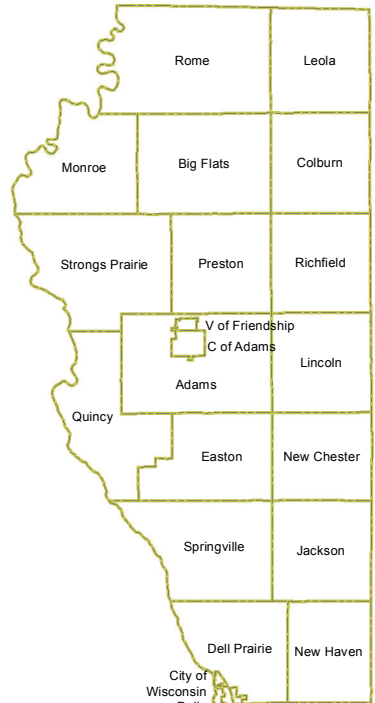 Rome
Leola
Monroe
Big Flats
Colburn
Strongs Prairie
Preston
Richfield
V of Friendship
C of Adams
Lincoln
Adams
Quincy
Easton
New Chester
Springville
Jackson
Dell Prairie
New Haven
City of
Wisconsin